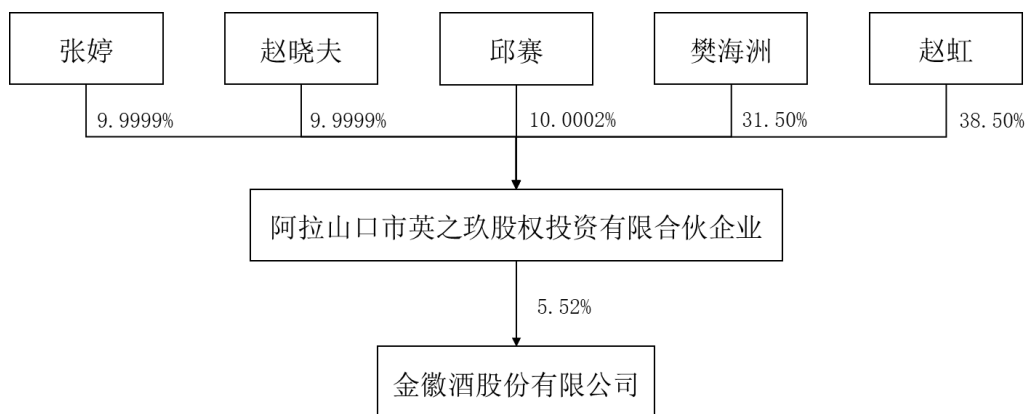 张婷
赵晓夫
邱赛
樊海洲
赵虹
9.9999%
9.9999%
10.0002%
31.50%
38.50%
阿拉山口市英之玖股权投资有限合伙企业
5.52%
金徽酒股份有限公司